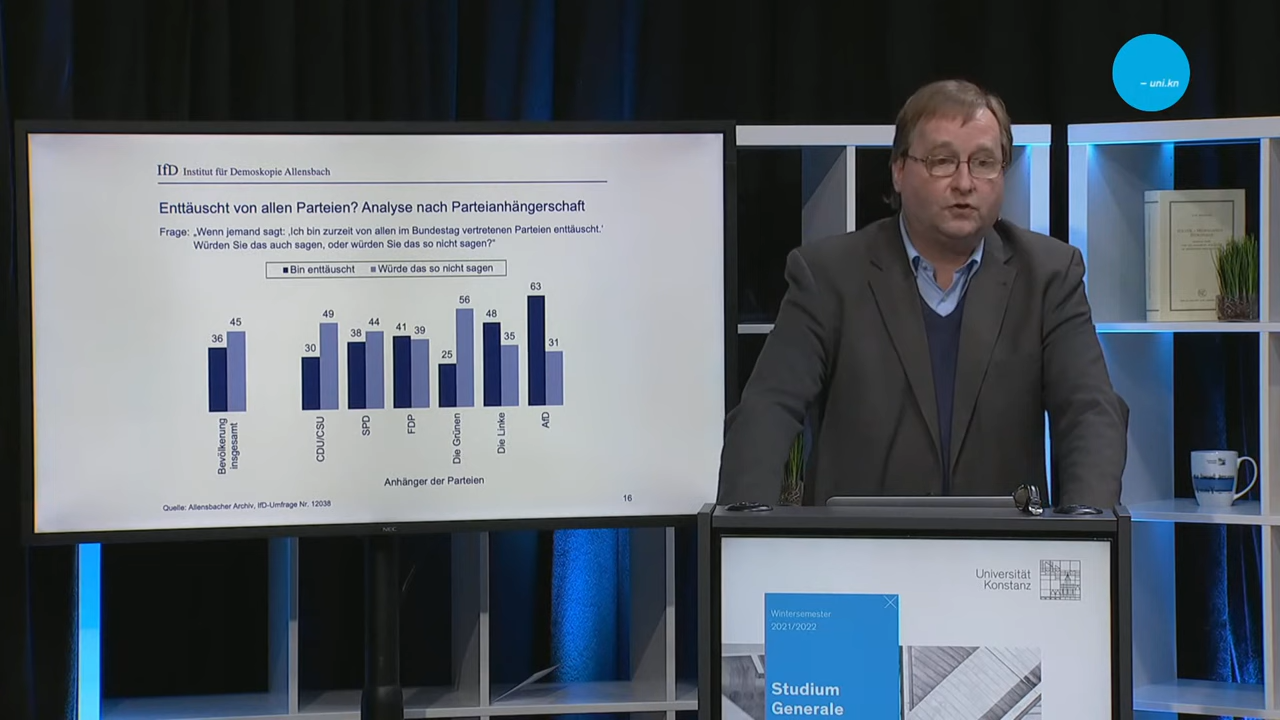 – uni.kn
IfD Institut für Demoskopie Allensbach
Enttäuscht von allen Parteien? Analyse nach Parteianhängerschaft
Frage: „Wenn jemand sagt: ‚Ich bin zurzeit von allen im Bundestag vertretenen Parteien enttäuscht.‘
Würden Sie das auch sagen, oder würden Sie das so nicht sagen?“
Bin enttäuscht Würde das so nicht sagen
36 45 30 49 38 44 41 39 25 56 48 35 63 31
Bevölkerung
insgesamt
CDU/CSU
SPD
FDP
Die Grünen
Die Linke
AfD
Anhänger der Parteien
Quelle: Allensbacher Archiv, IfD-Umfrage Nr. 12038
16
NEC
Universität
Konstanz
Wintersemester
2021/2022
Studium
Generale